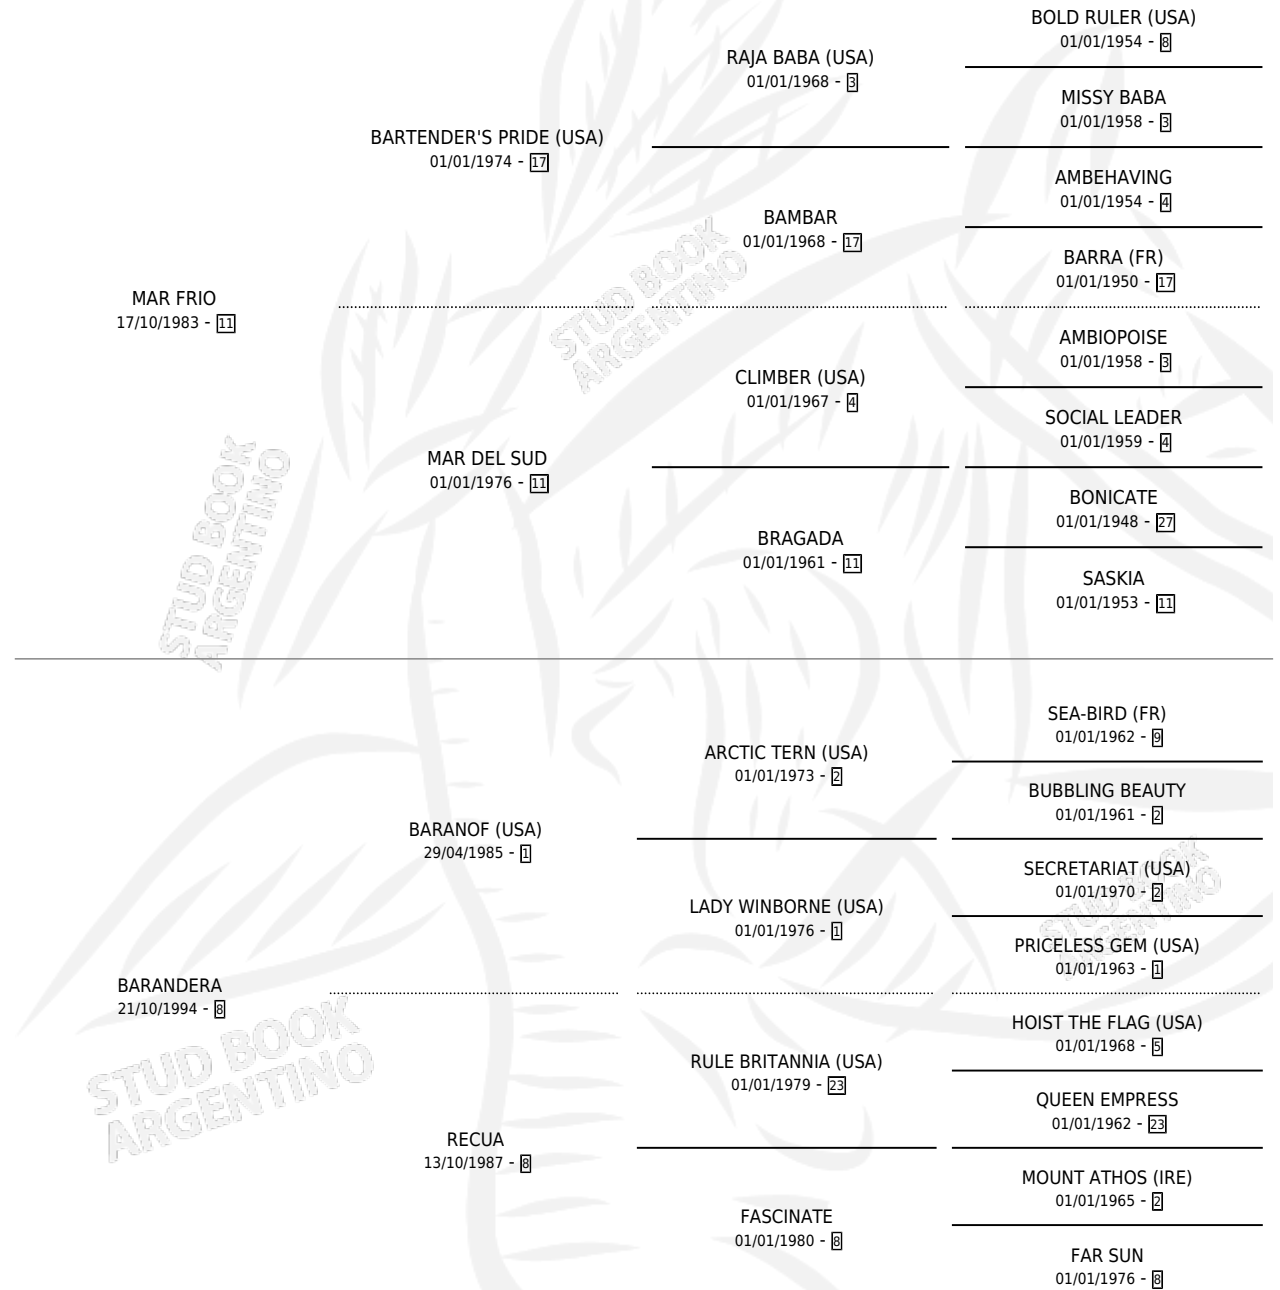 BOLD RULER (USA)
01/01/1954 - 8
RAJA BABA (USA)
01/01/1968 - 3
MISSY BABA
01/01/1958 - 3
BARTENDER'S PRIDE (USA)
01/01/1974 - 17
AMBEHAVING
01/01/1954 - 4
BAMBAR
01/01/1968 - 17
BARRA (FR)
01/01/1950 - 17
MAR FRIO
17/10/1983 - 11
AMBIOPOISE
01/01/1958 - 3
CLIMBER (USA)
01/01/1967 - 4
SOCIAL LEADER
01/01/1959 - 4
MAR DEL SUD
01/01/1976 - 11
BONICATE
01/01/1948 - 27
BRAGADA
01/01/1961 - 11
SASKIA
01/01/1953 - 11
STUD BOOK
ARGENTINO
STUD BOOK
ARGENTINO
SEA-BIRD (FR)
01/01/1962 - 9
ARCTIC TERN (USA)
01/01/1973 - 2
BUBBLING BEAUTY
01/01/1961 - 2
BARANOF (USA)
29/04/1985 - 1
SECRETARIAT (USA)
01/01/1970 - 2
LADY WINBORNE (USA)
01/01/1976 - 1
PRICELESS GEM (USA)
01/01/1963 - 1
BARANDERA
21/10/1994 - 8
HOIST THE FLAG (USA)
01/01/1968 - 5
RULE BRITANNIA (USA)
01/01/1979 - 23
QUEEN EMPRESS
01/01/1962 - 23
RECUA
13/10/1987 - 8
MOUNT ATHOS (IRE)
01/01/1965 - 2
FASCINATE
01/01/1980 - 8
FAR SUN
01/01/1976 - 8
STUD BOOK
ARGENTINO
STUD BOOK
ARGENTINO